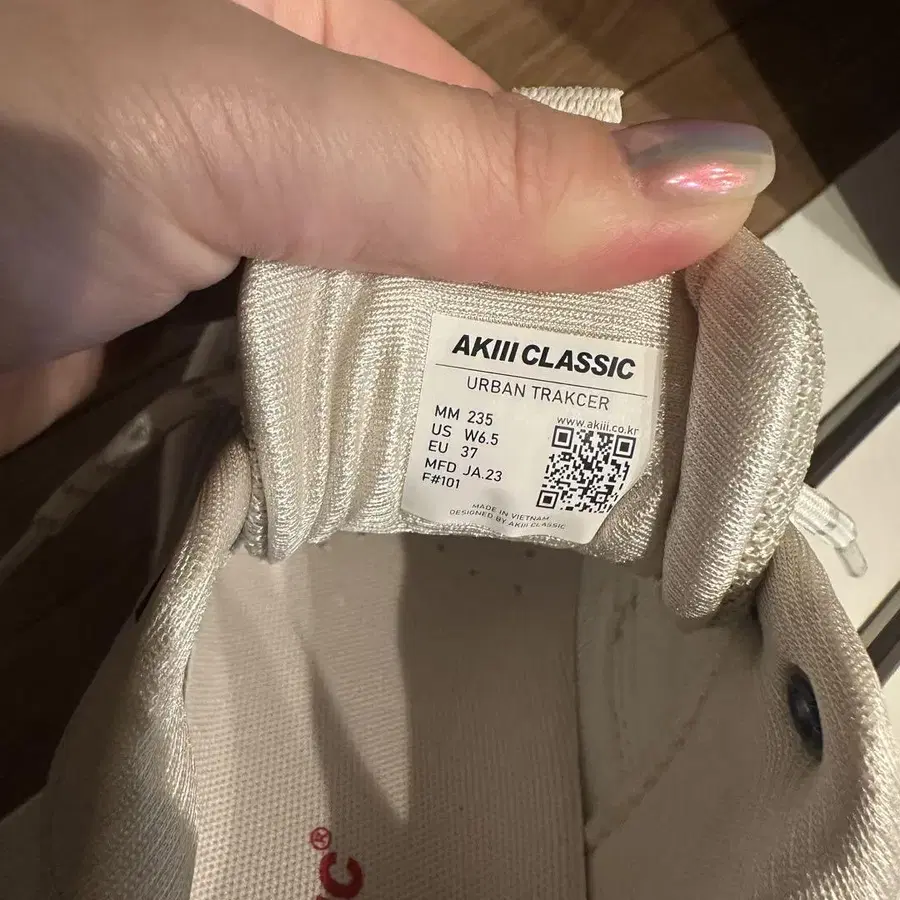 AKIII CLASSIC
URBAN TRAKCER
www.akiii.co.kr
MM 235
US W6.5
EU 37
MFD JA.23
F#101
MADE IN VIETNAM
DESIGNED BY AKIII CLASSIC
IC®